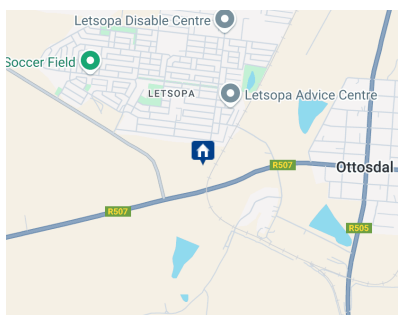 Letsopa Disable Centre
Soccer Field
LETSOPA
Letsopa Advice Centre
R507
Ottosdal
R507
R505